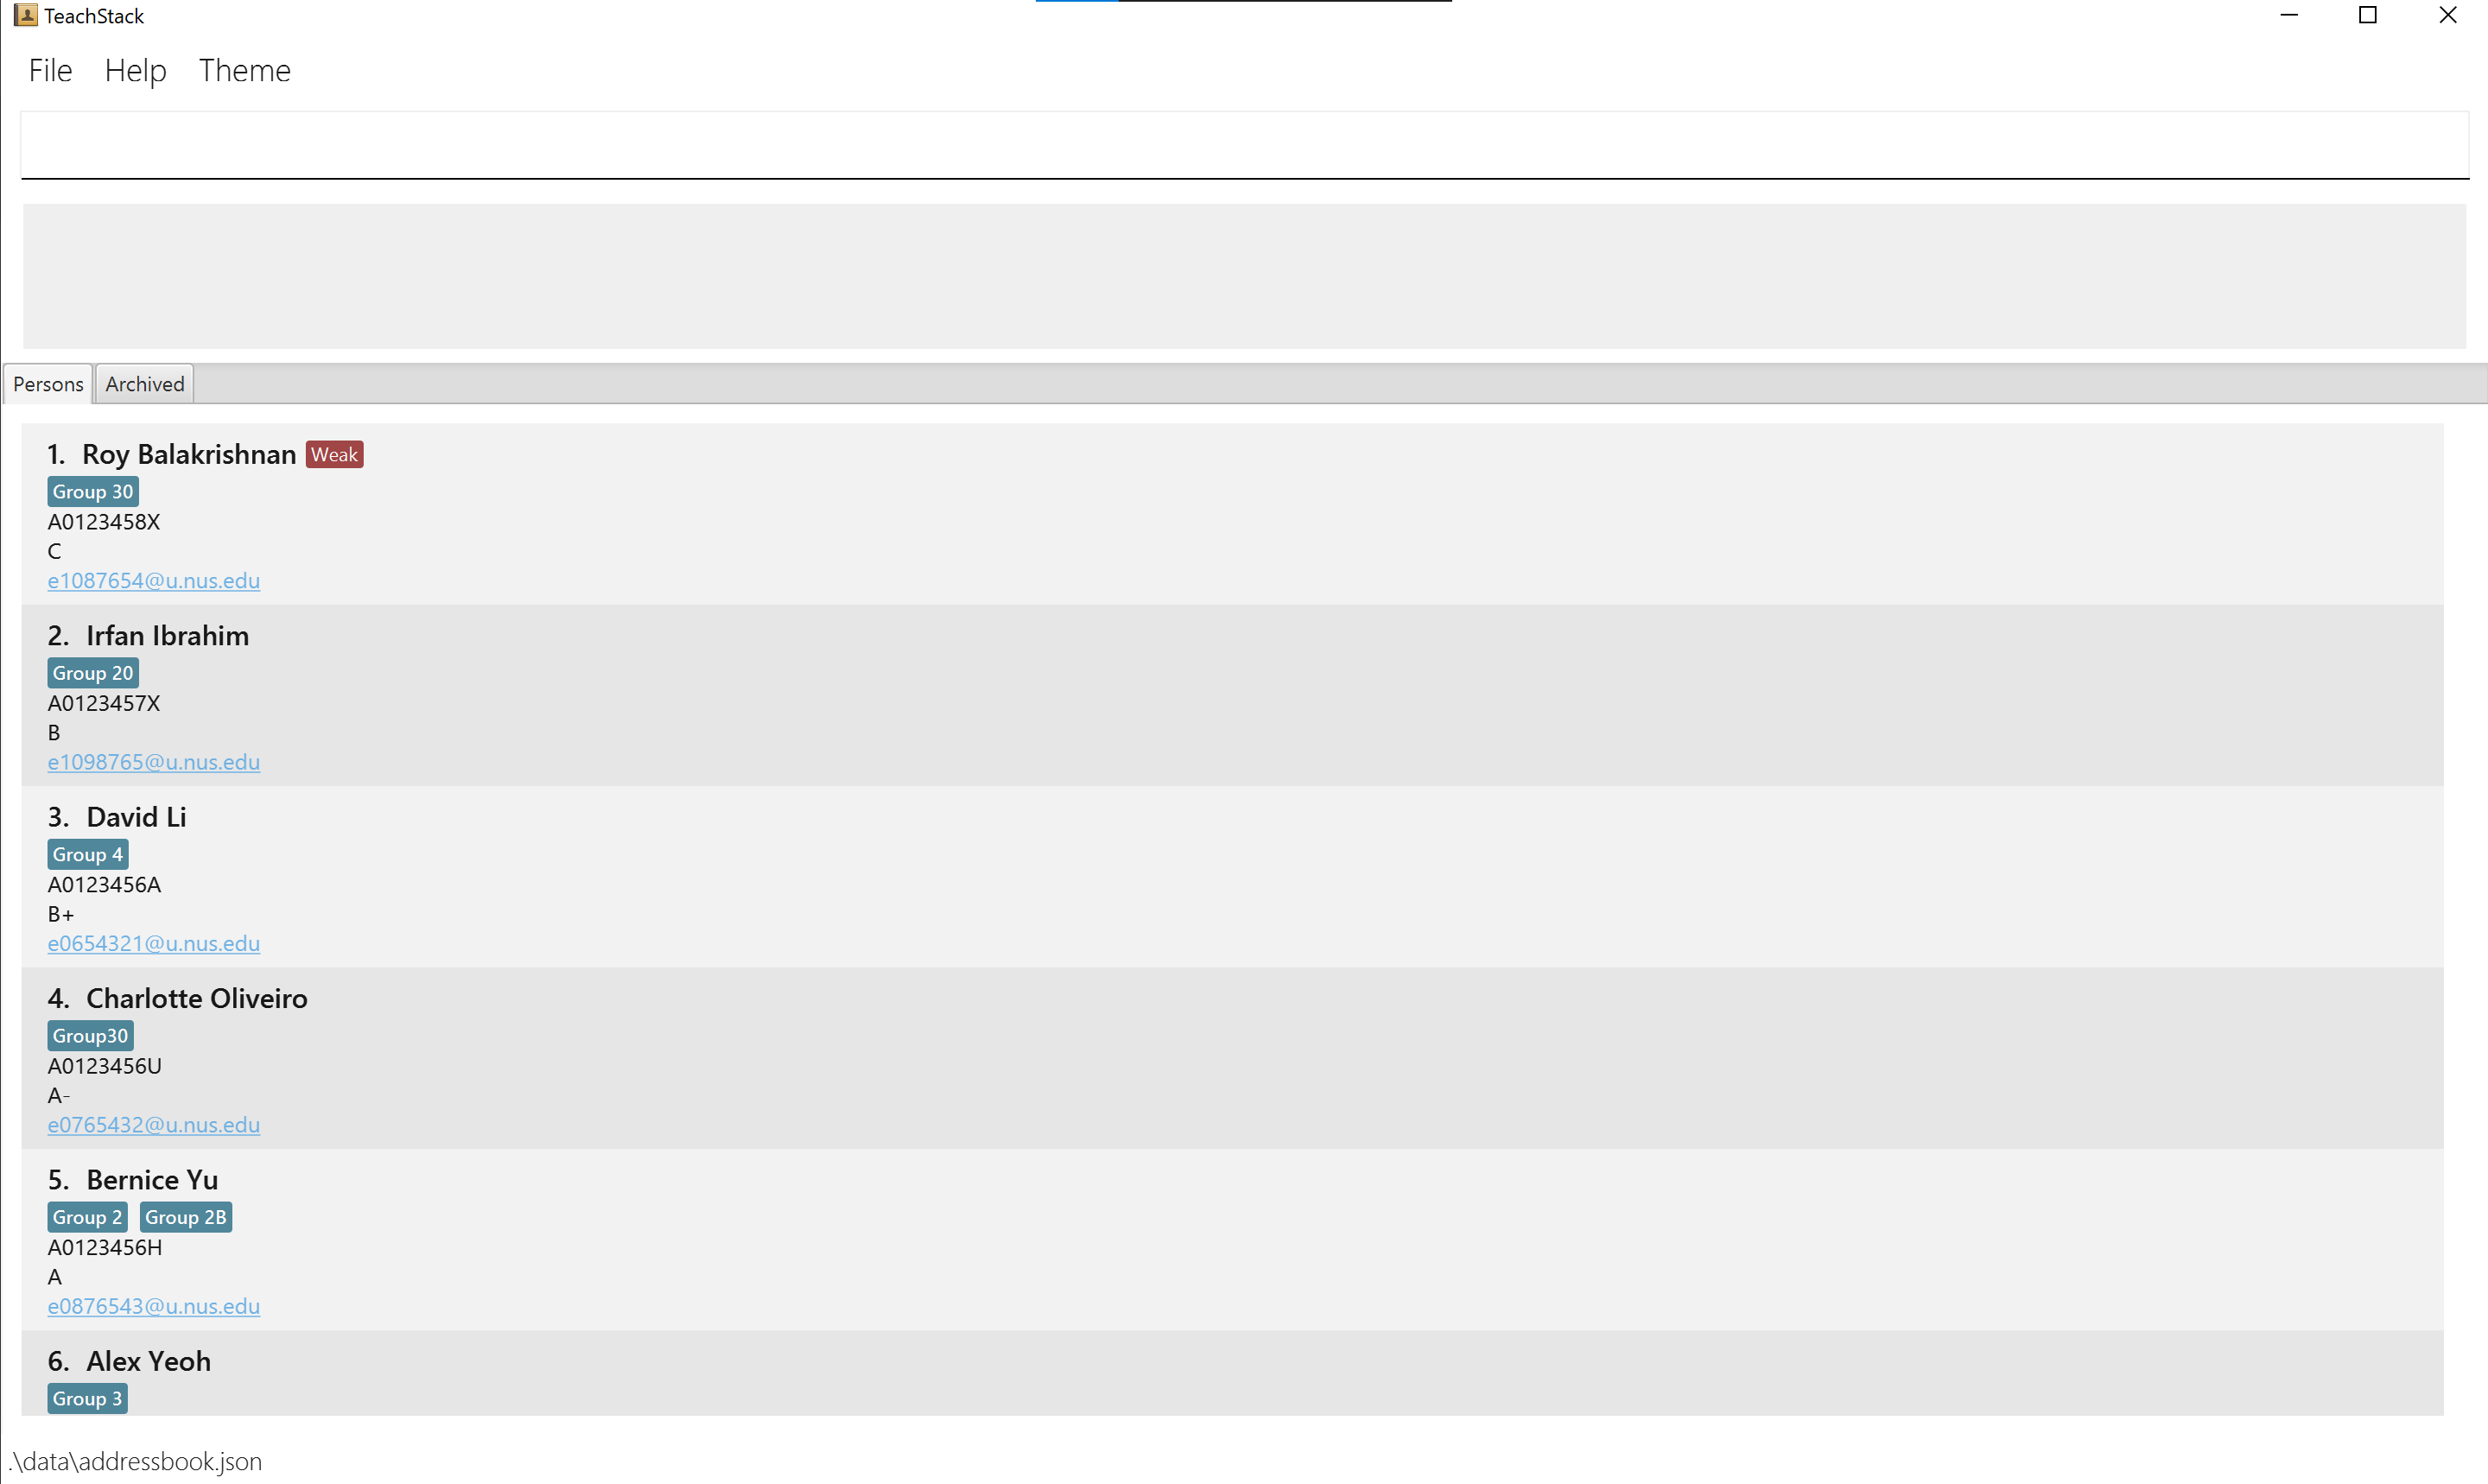 TeachStack
File Help Theme
Persons Archived
1. Roy Balakrishnan Weak
Group 30
A0123458X
C
e1087654@u.nus.edu
2. Irfan Ibrahim
Group 20
A0123457X
B
e1098765@u.nus.edu
3. David Li
Group 4
A0123456A
B+
e0654321@u.nus.edu
4. Charlotte Oliveiro
Group30
A0123456U
A-
e0765432@u.nus.edu
5. Bernice Yu
Group 2 Group 2B
A0123456H
A
e0876543@u.nus.edu
6. Alex Yeoh
Group 3
.\data\addressbook.json